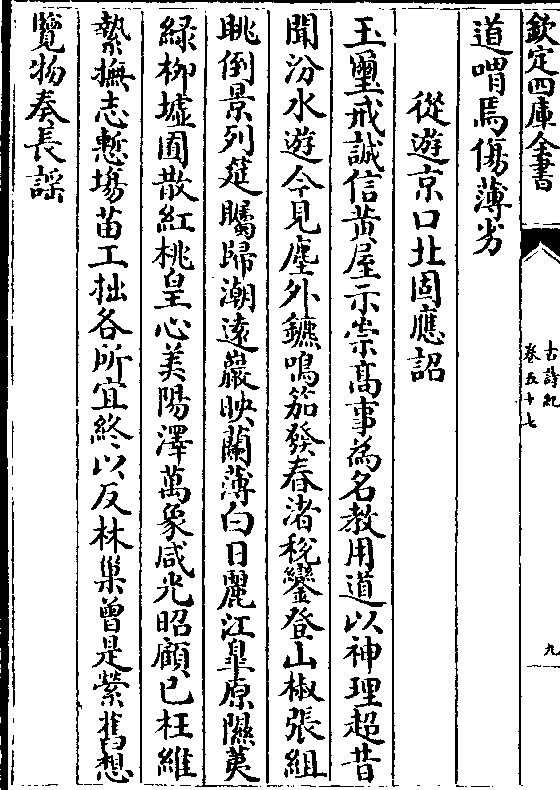 欽定四庫全書
古詩紀
卷五十七
九
道喟焉傷薄劣
從遊京口北固應詔
玉璽戒誠信黃屋示崇高事為名教用道以神理超昔
聞汾水遊今見塵外鑣鳴笳發春渚稅鑾登山椒張組
眺倒景列筵矚歸潮遠巖映蘭薄白日麗江臯原隰荑
綠柳墟囿散紅桃皇心美陽澤萬象咸光昭顧已枉維
縶撫志慙場苗工拙各所宜終以反林巢曾是縈舊想
覽物奏長謡